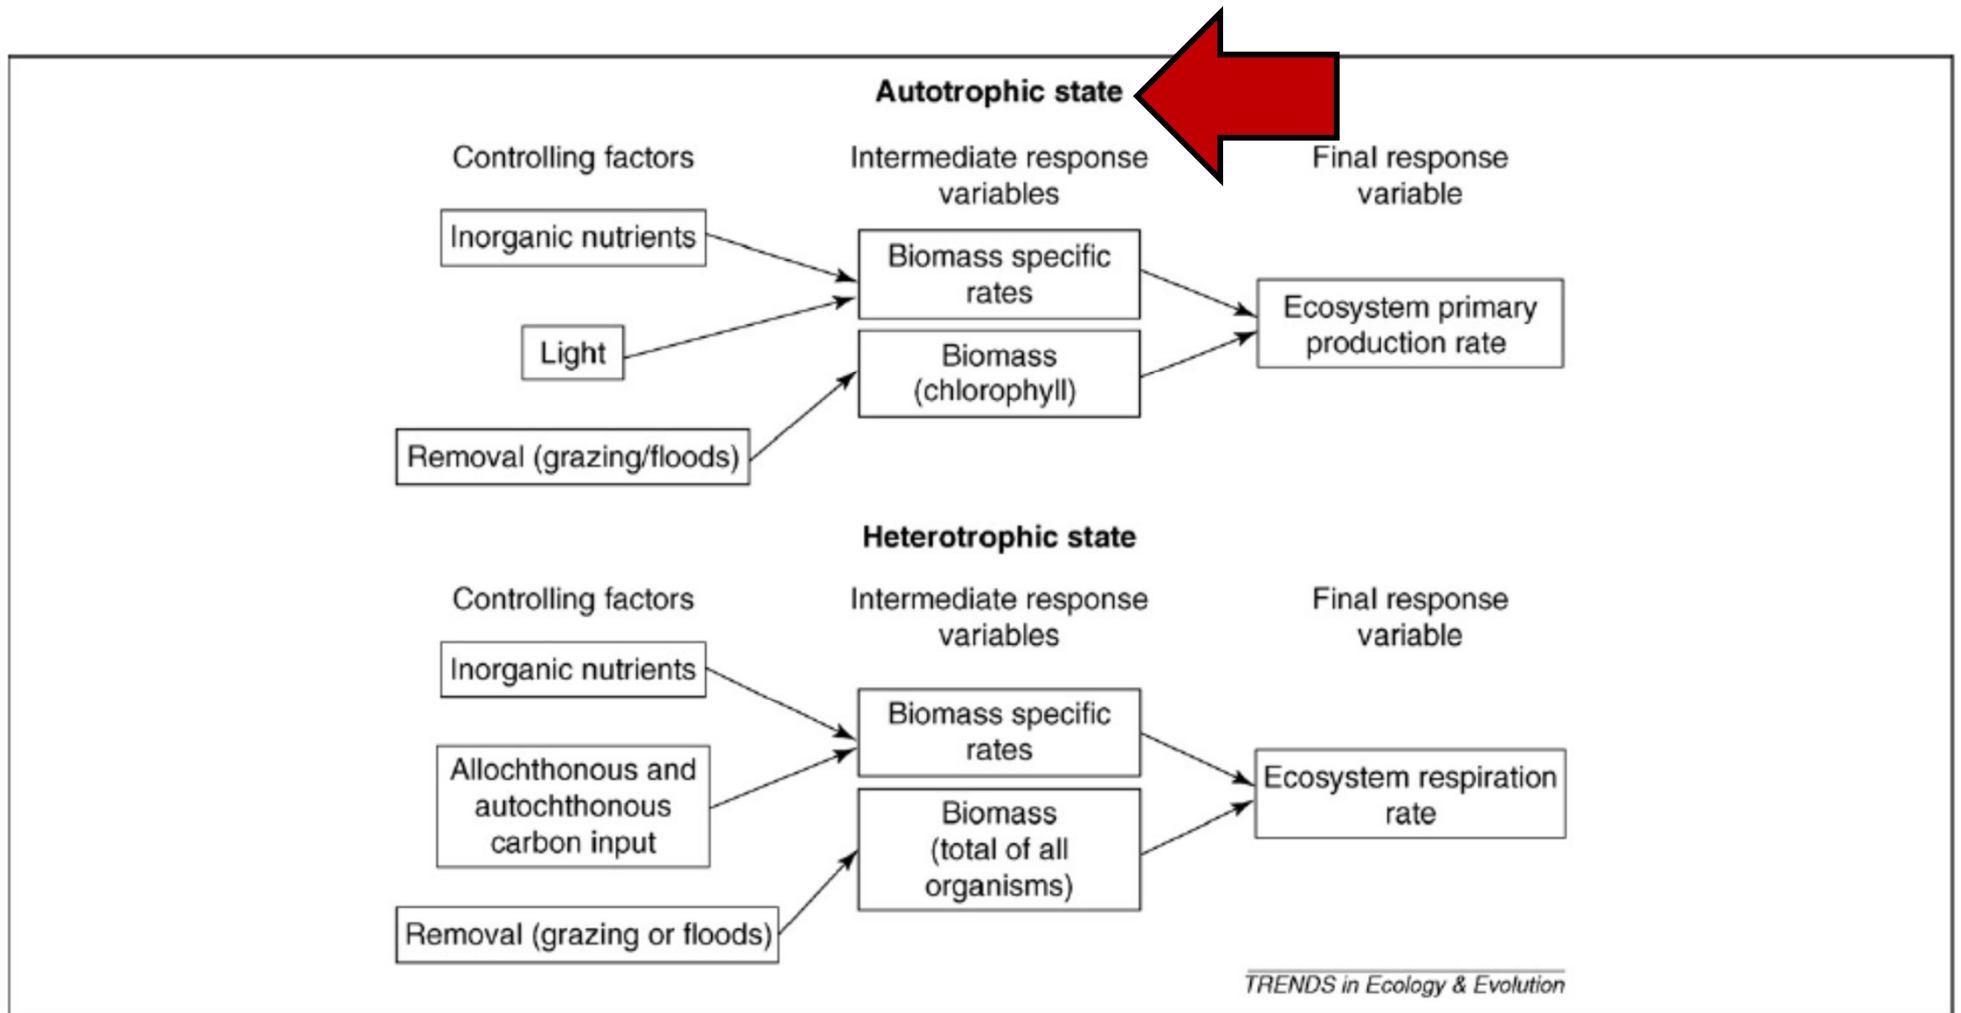 Autotrophic state
Controlling factors
Intermediate response
variables
Final response
variable
Inorganic nutrients
Light
Removal (grazing/floods)
Biomass specific
rates
Biomass
(chlorophyll)
Ecosystem primary
production rate
Heterotrophic state
Controlling factors
Intermediate response
variables
Final response
variable
Inorganic nutrients
Allochthonous and
autochthonous
carbon input
Removal (grazing or floods)
Biomass specific
rates
Biomass
(total of all
organisms)
Ecosystem respiration
rate
TRENDS in Ecology & Evolution